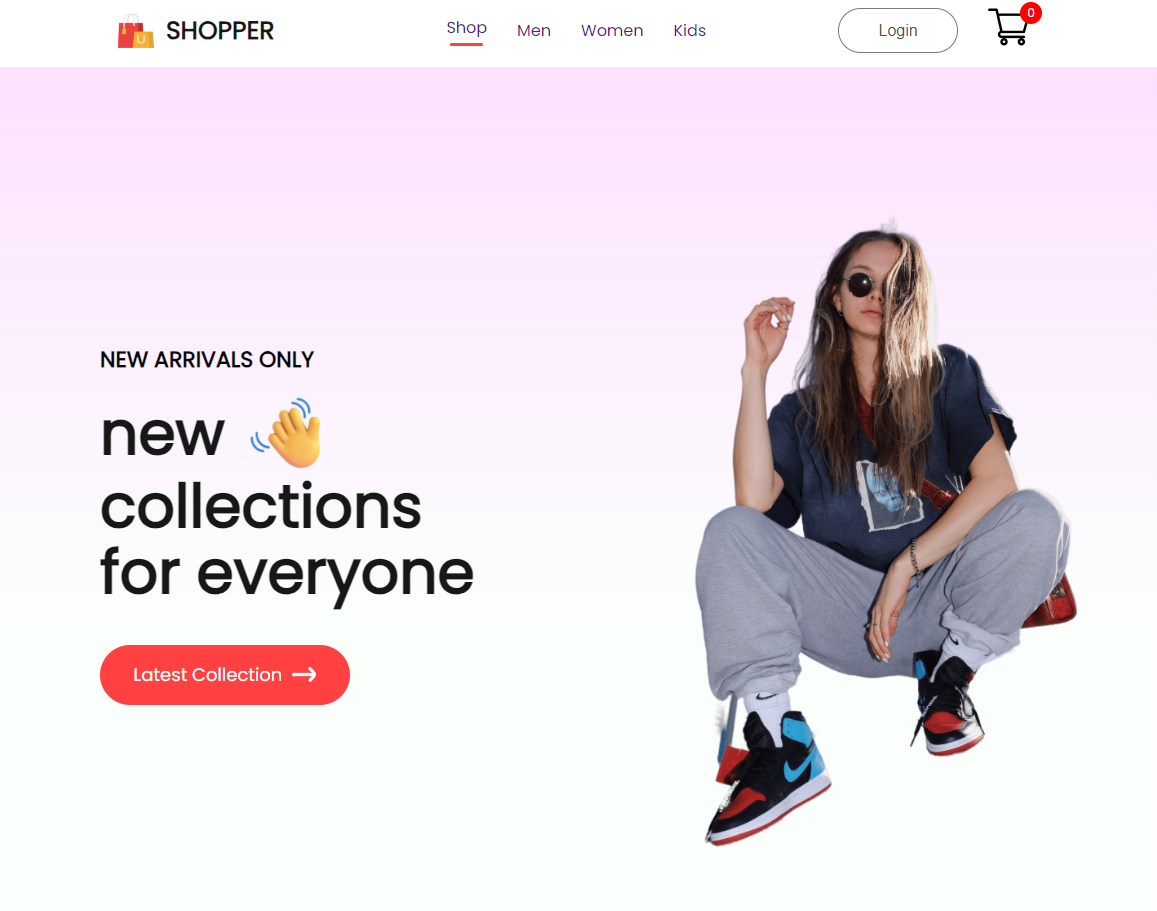 SHOPPER
Shop Men Women Kids
Login
0
NEW ARRIVALS ONLY
new
collections
for everyone
Latest Collection